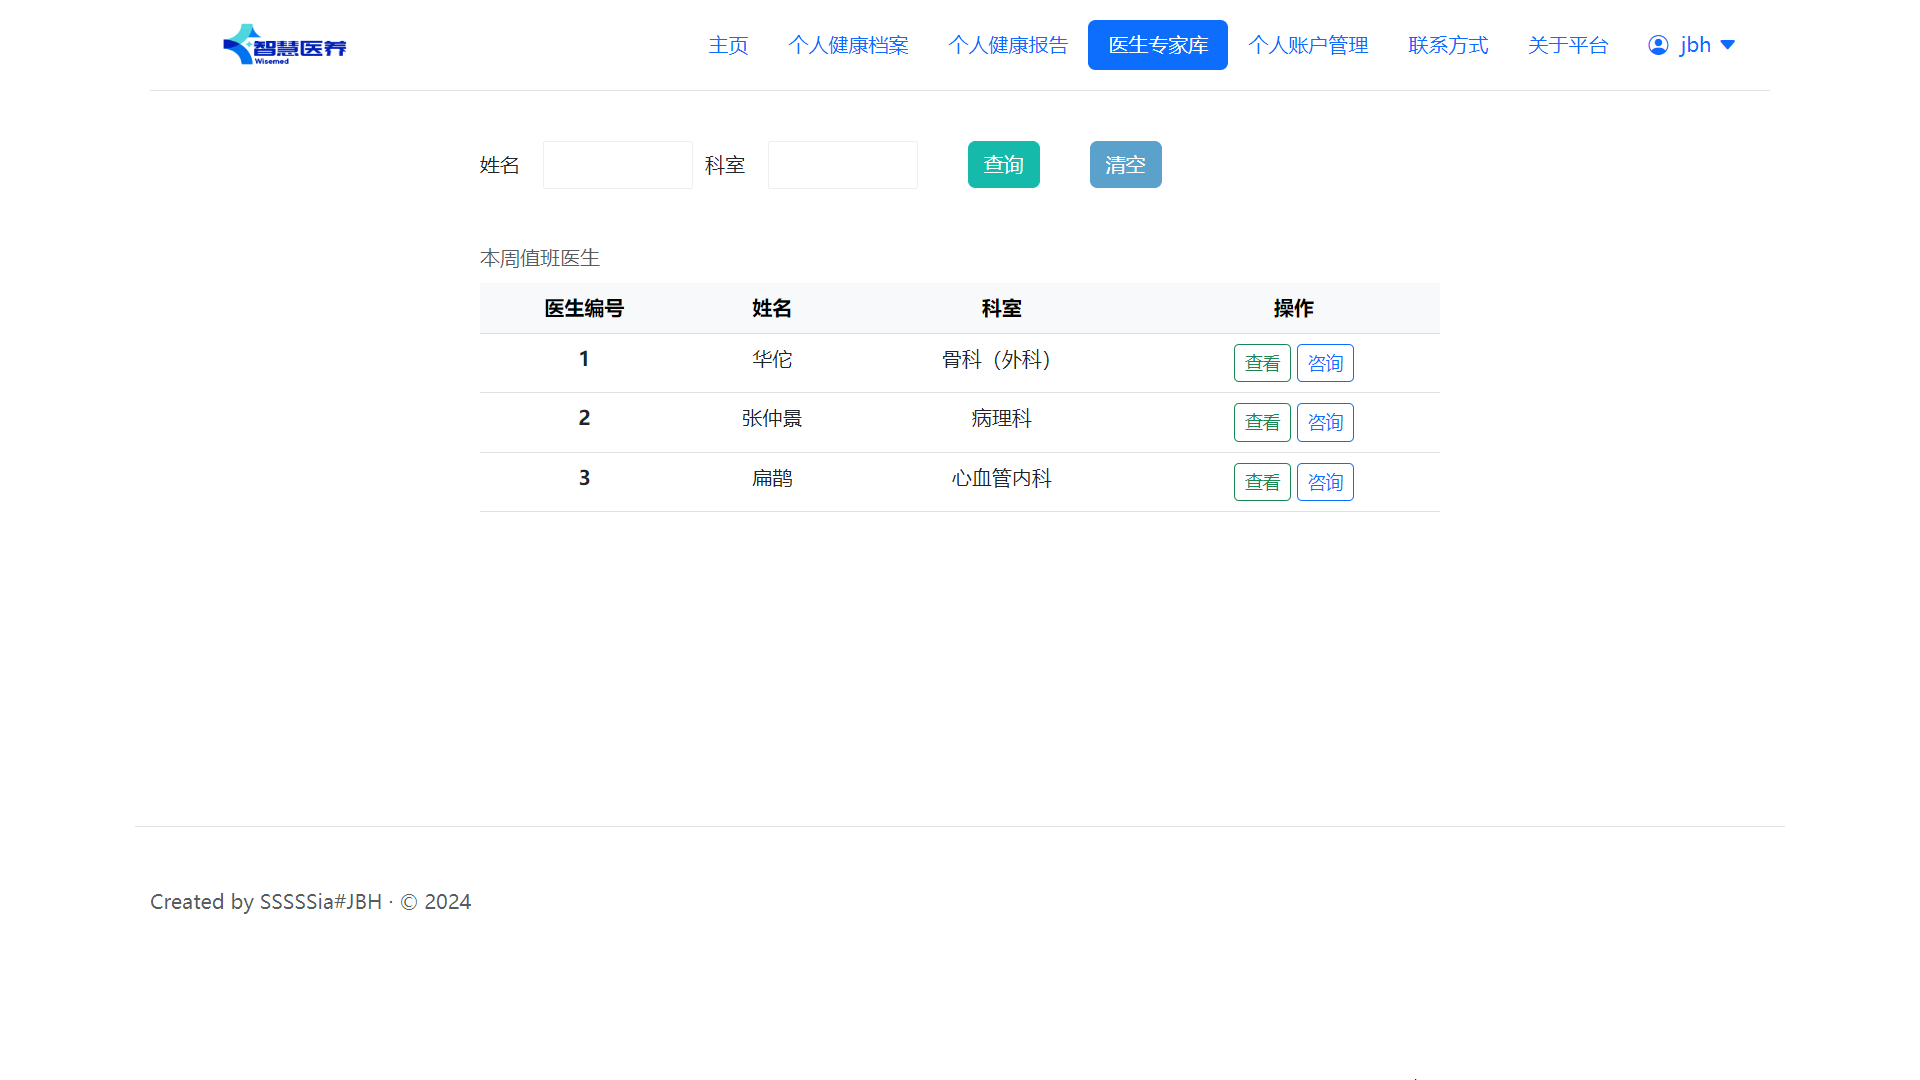 智慧医养
Wisemed
主页 个人健康档案 个人健康报告 医生专家库 个人账户管理 联系方式 关于平台 jbh
姓名 科室 查询 清空
本周值班医生
医生编号 姓名 科室 操作
1 华佗 骨科（外科） 查看 咨询
2 张仲景 病理科 查看 咨询
3 扁鹊 心血管内科 查看 咨询
Created by SSSSSia#JBH · © 2024